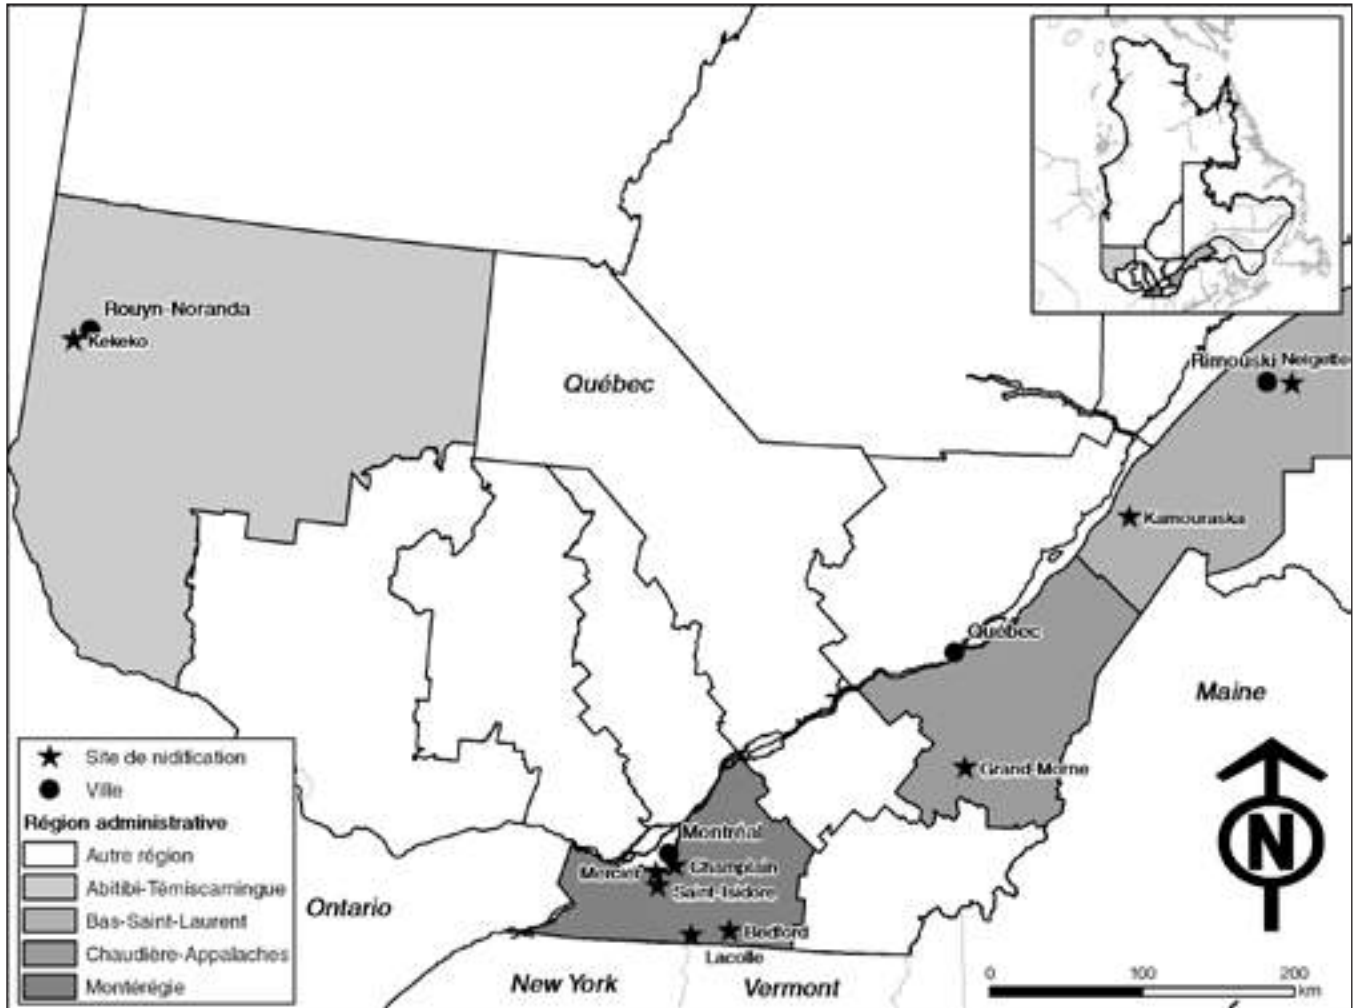 Rouyn-Noranda
Kekeko
Québec
Rimouski Neigette
Kamouraska
Québec
Maine
Grand-Morne
Montréal
Champlain
Mercier
Saint-Isidore
Bedford
Lacolle
Ontario
New York
Vermont
Site de nidification
Ville
Région administrative
Autre région
Abitibi-Témiscamingue
Bas-Saint-Laurent
Chaudière-Appalaches
Montérégie
N
0 100 200
km